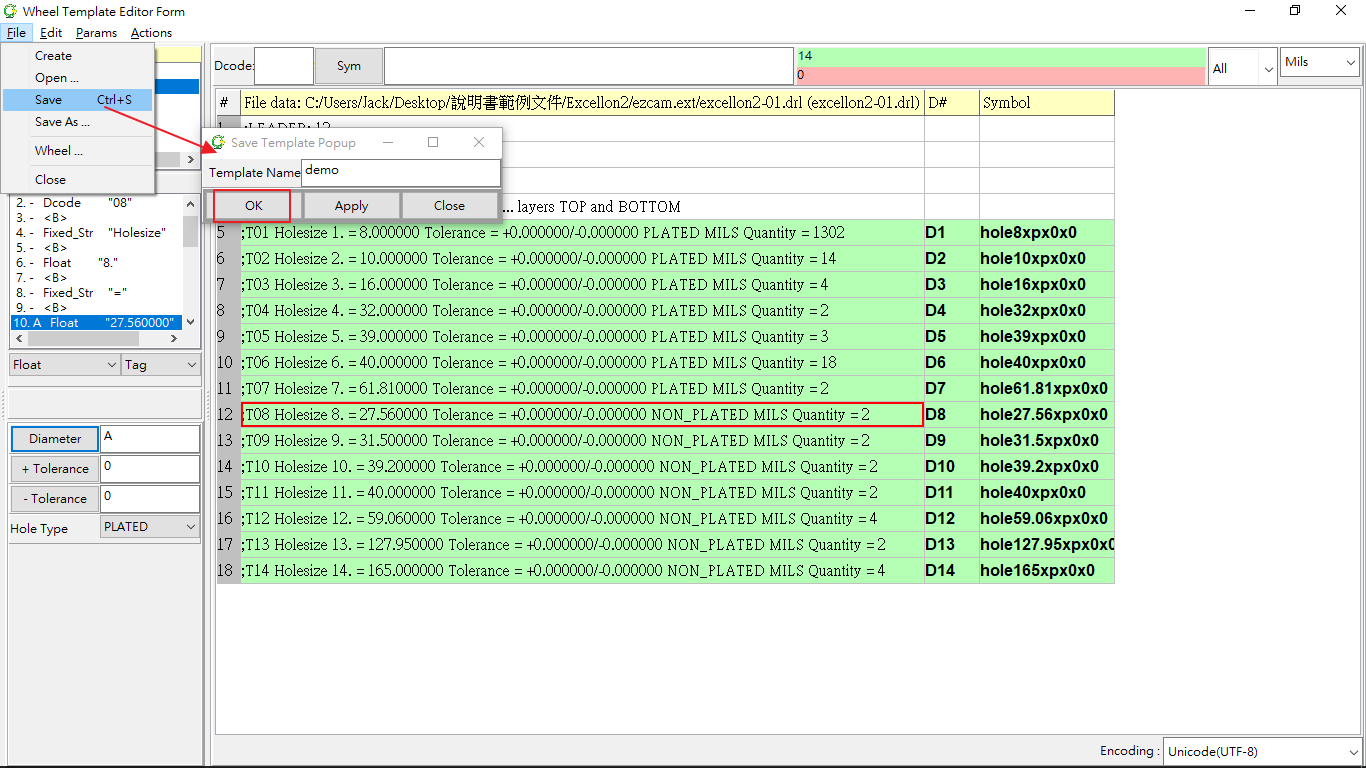 Wheel Template Editor Form
File Edit Params Actions
Create
Open ...
Save Ctrl+S
Save As ...
Wheel ...
Close
Dcode: Sym
14
0
All
Mils
# File data: C:/Users/Jack/Desktop/說明書範例文件/Excellon2/ezcam.ext/excellon2-01.drl (excellon2-01.drl) D# Symbol
Save Template Popup
Template Name demo
OK Apply Close
... layers TOP and BOTTOM
5 ;T01 Holesize 1. = 8.000000 Tolerance = +0.000000/-0.000000 PLATED MILS Quantity = 1302 D1 hole8xpx0x0
6 ;T02 Holesize 2. = 10.000000 Tolerance = +0.000000/-0.000000 PLATED MILS Quantity = 14 D2 hole10xpx0x0
7 ;T03 Holesize 3. = 16.000000 Tolerance = +0.000000/-0.000000 PLATED MILS Quantity = 4 D3 hole16xpx0x0
8 ;T04 Holesize 4. = 32.000000 Tolerance = +0.000000/-0.000000 PLATED MILS Quantity = 2 D4 hole32xpx0x0
9 ;T05 Holesize 5. = 39.000000 Tolerance = +0.000000/-0.000000 PLATED MILS Quantity = 3 D5 hole39xpx0x0
10 ;T06 Holesize 6. = 40.000000 Tolerance = +0.000000/-0.000000 PLATED MILS Quantity = 18 D6 hole40xpx0x0
11 ;T07 Holesize 7. = 61.810000 Tolerance = +0.000000/-0.000000 PLATED MILS Quantity = 2 D7 hole61.81xpx0x0
12 ;T08 Holesize 8. = 27.560000 Tolerance = +0.000000/-0.000000 NON_PLATED MILS Quantity = 2 D8 hole27.56xpx0x0
13 ;T09 Holesize 9. = 31.500000 Tolerance = +0.000000/-0.000000 NON_PLATED MILS Quantity = 2 D9 hole31.5xpx0x0
14 ;T10 Holesize 10. = 39.200000 Tolerance = +0.000000/-0.000000 NON_PLATED MILS Quantity = 2 D10 hole39.2xpx0x0
15 ;T11 Holesize 11. = 40.000000 Tolerance = +0.000000/-0.000000 NON_PLATED MILS Quantity = 2 D11 hole40xpx0x0
16 ;T12 Holesize 12. = 59.060000 Tolerance = +0.000000/-0.000000 NON_PLATED MILS Quantity = 4 D12 hole59.06xpx0x0
17 ;T13 Holesize 13. = 127.950000 Tolerance = +0.000000/-0.000000 NON_PLATED MILS Quantity = 2 D13 hole127.95xpx0x0
18 ;T14 Holesize 14. = 165.000000 Tolerance = +0.000000/-0.000000 NON_PLATED MILS Quantity = 4 D14 hole165xpx0x0
2. - Dcode "08"
3. - <B>
4. - Fixed_Str "Holesize"
5. - <B>
6. - Float "8."
7. - <B>
8. - Fixed_Str "="
9. - <B>
10. A Float "27.560000"
Float Tag
Diameter A
+ Tolerance 0
- Tolerance 0
Hole Type PLATED
Encoding : Unicode(UTF-8)